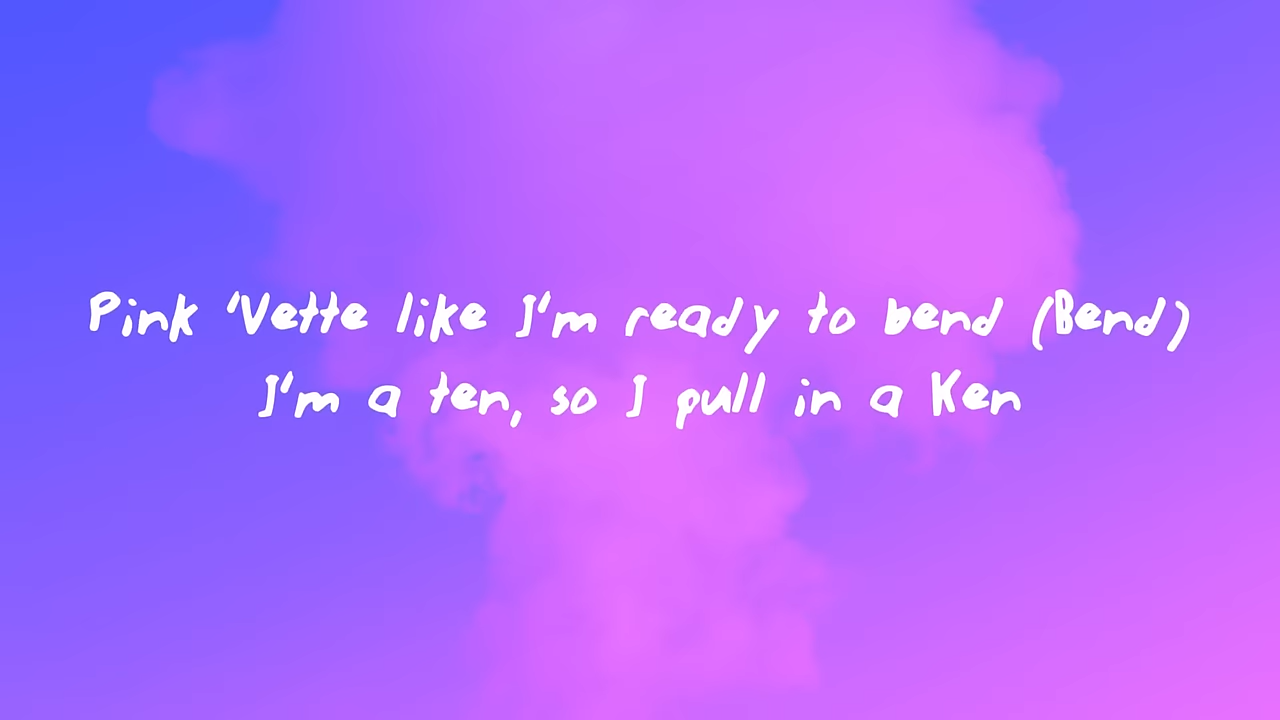 Pink 'Vette like I'm ready to bend (Bend)
I'm a ten, so I pull in a Ken